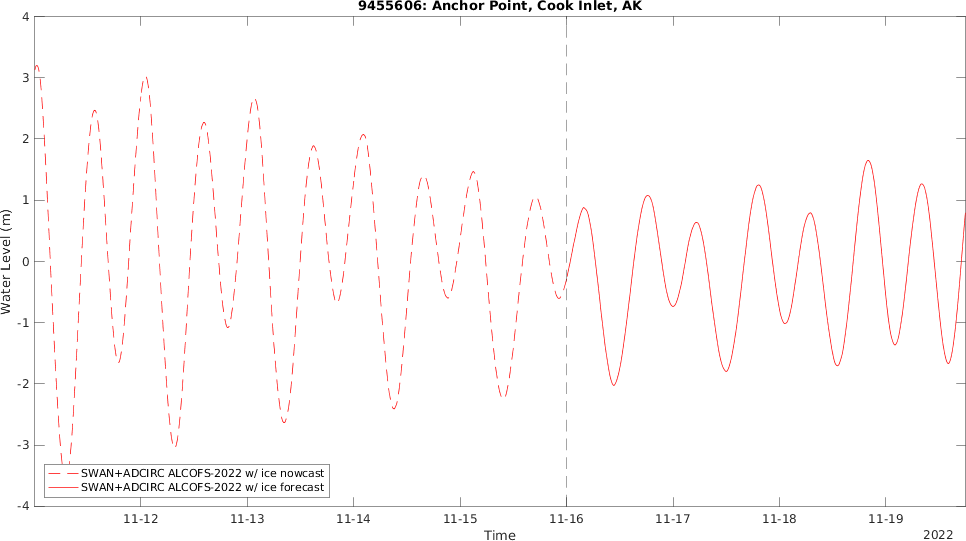 9455606: Anchor Point, Cook Inlet, AK
Water Level (m)
4
3
2
1
0
-1
-2
-3
-4
SWAN+ADCIRC ALCOFS-2022 w/ ice nowcast
SWAN+ADCIRC ALCOFS-2022 w/ ice forecast
11-12 11-13 11-14 11-15 11-16 11-17 11-18 11-19
Time
2022